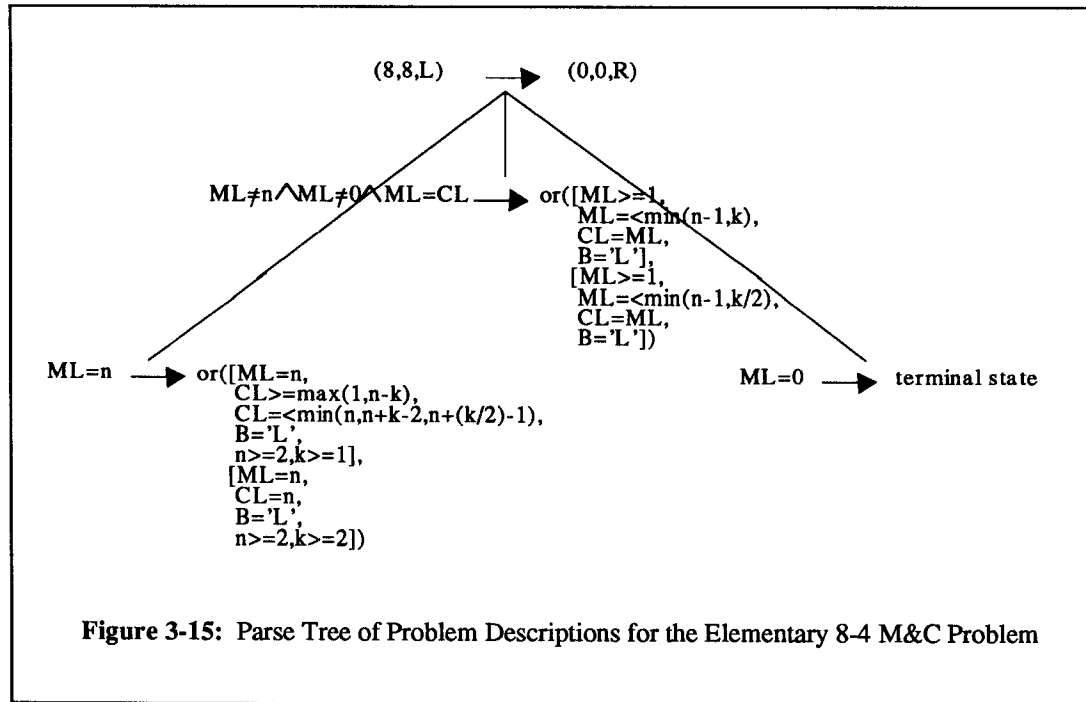 (8,8,L) → (0,0,R)
ML≠n∧ML≠0∧ML=CL → or([ML>=1,
ML=<min(n-1,k),
CL=ML,
B='L'],
[ML>=1,
ML=<min(n-1,k/2),
CL=ML,
B='L'])
ML=n → or([ML=n,
CL>=max(1,n-k),
CL=<min(n,n+k-2,n+(k/2)-1),
B='L',
n>=2,k>=1],
[ML=n,
CL=n,
B='L',
n>=2,k>=2])
ML=0 → terminal state
Figure 3-15: Parse Tree of Problem Descriptions for the Elementary 8-4 M&C Problem